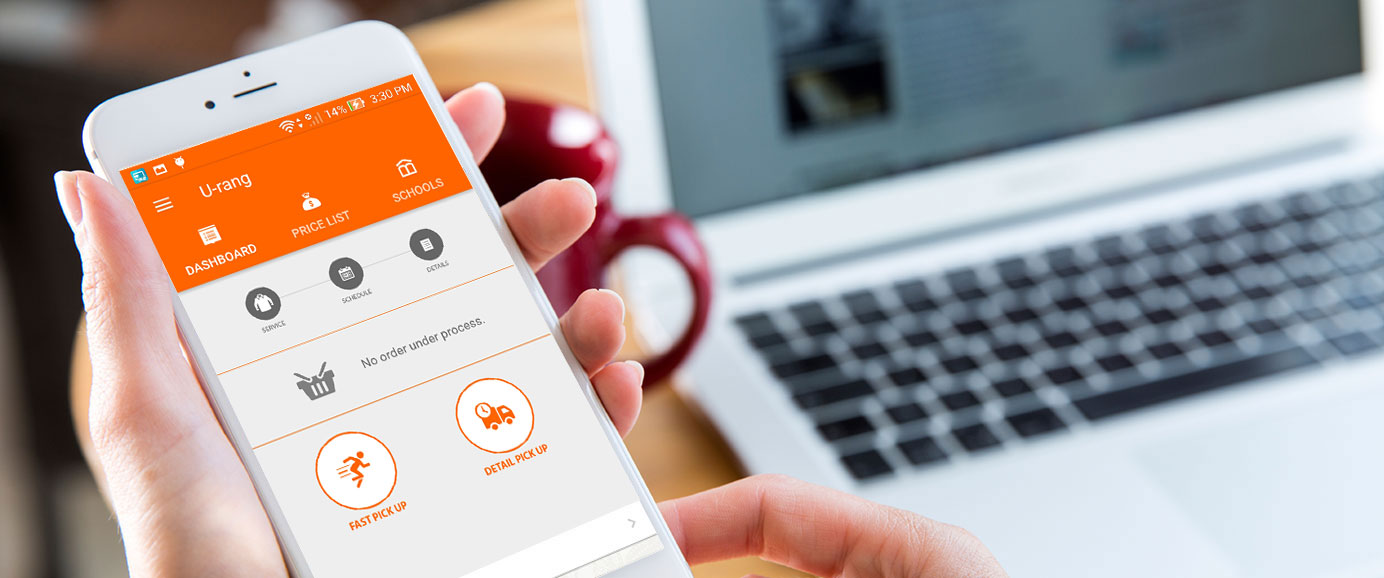 14% 3:30 PM
U-rang
DASHBOARD PRICE LIST SCHOOLS
SERVICE SCHEDULE DETAILS
No order under process.
FAST PICK UP DETAIL PICK UP